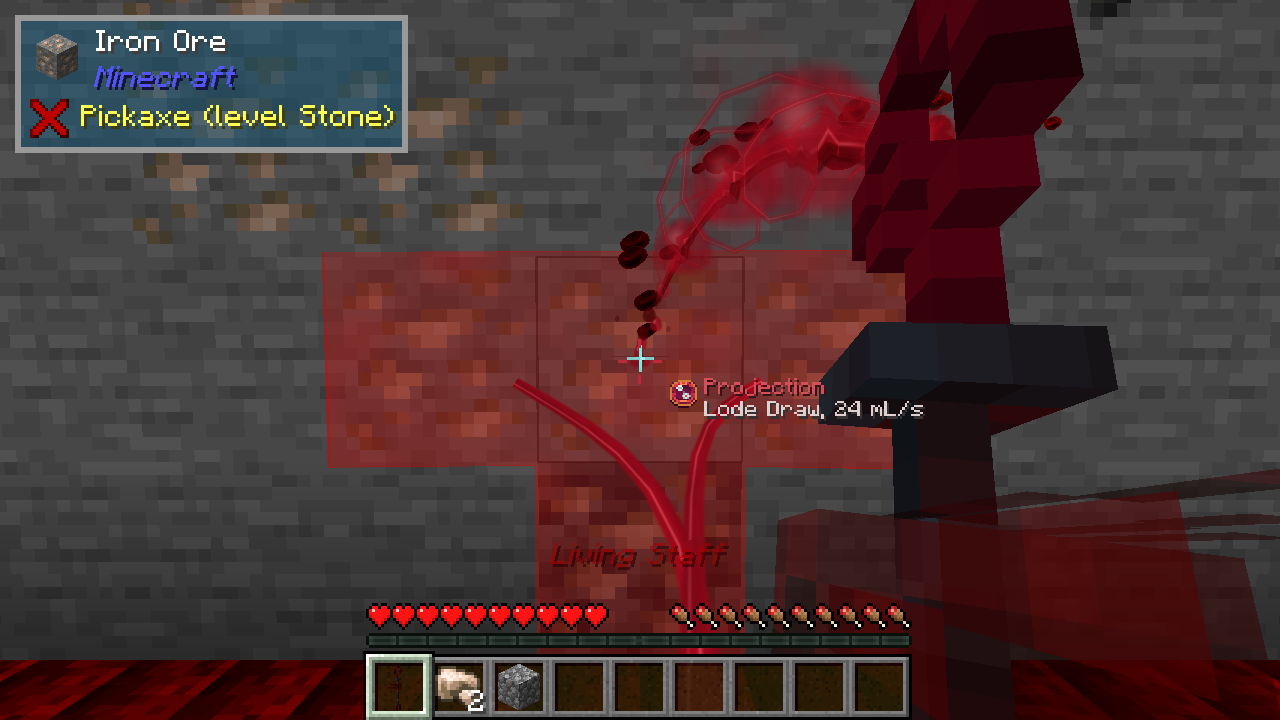 Iron Ore
Minecraft
Pickaxe (level Stone)
Projection
Lode Draw, 24 mL/s
Living Staff
2